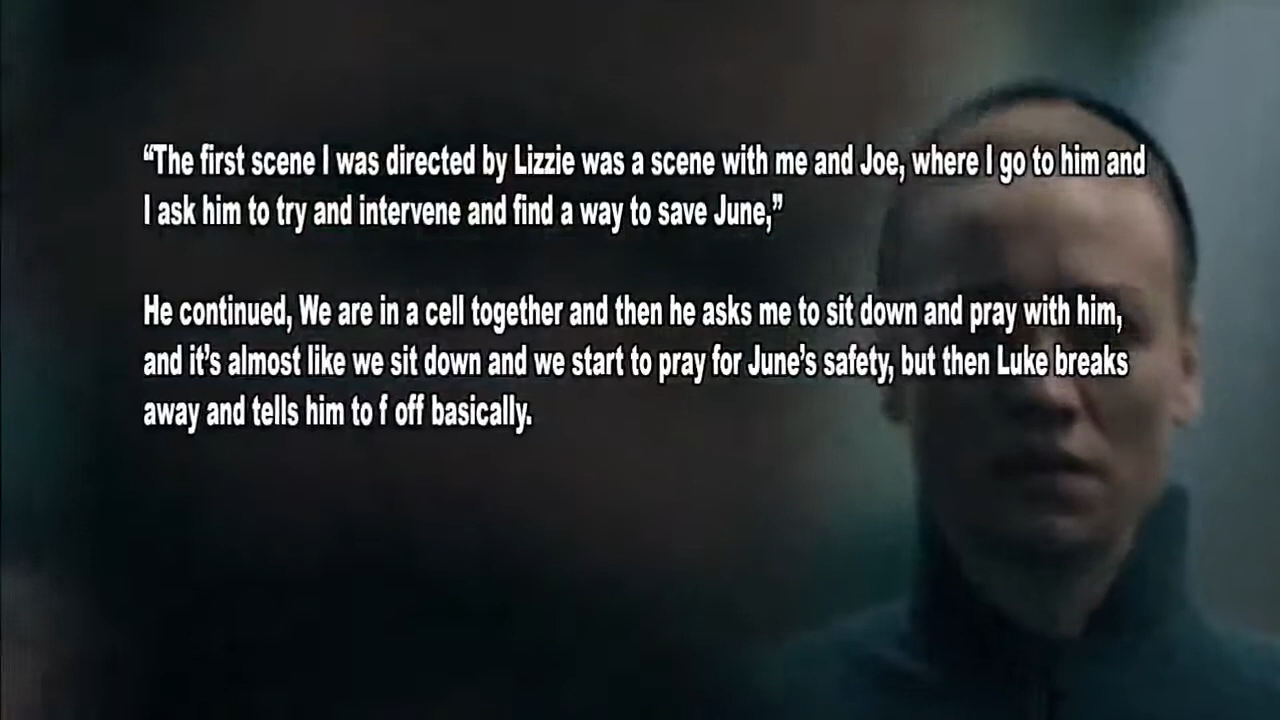 “The first scene I was directed by Lizzie was a scene with me and Joe, where I go to him and
I ask him to try and intervene and find a way to save June,”
He continued, We are in a cell together and then he asks me to sit down and pray with him,
and it’s almost like we sit down and we start to pray for June’s safety, but then Luke breaks
away and tells him to f off basically.